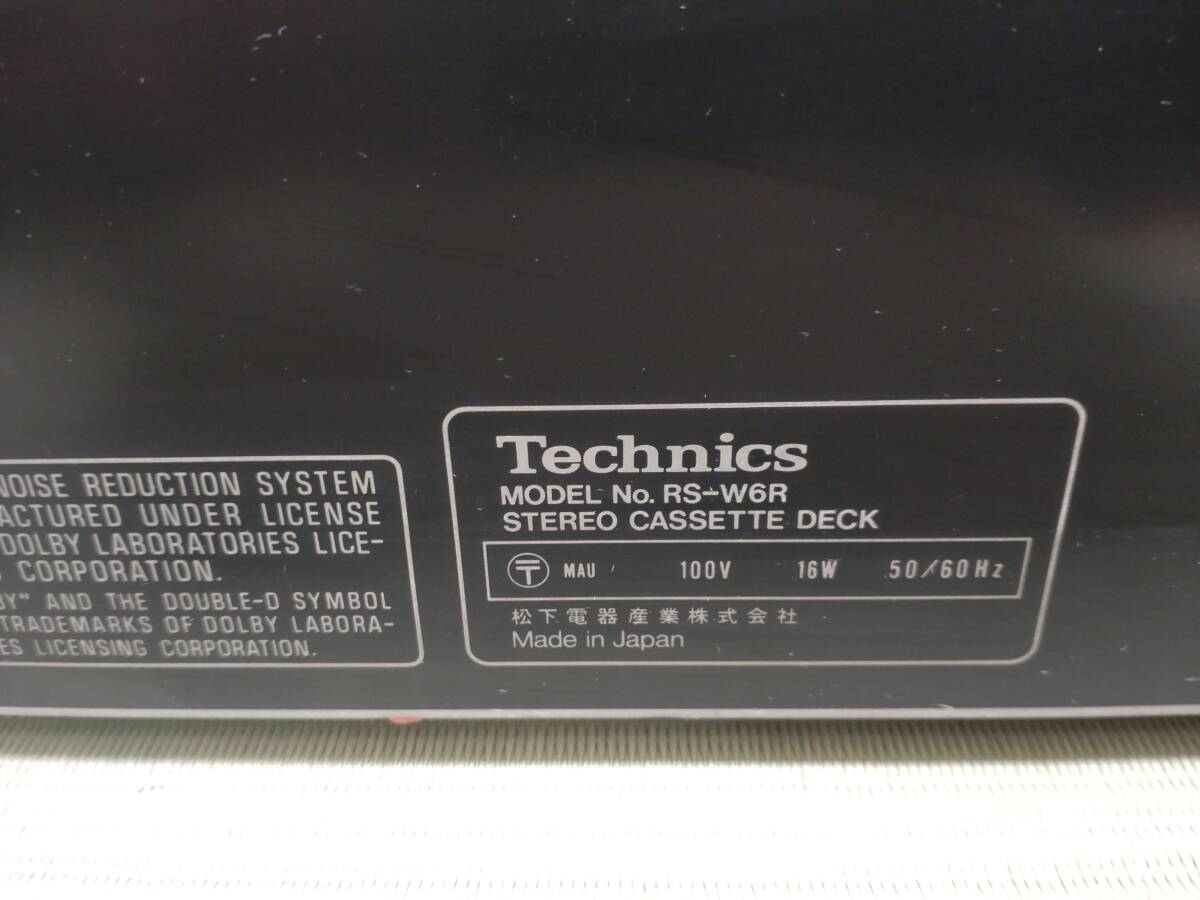 NOISE REDUCTION SYSTEM
ACTURED UNDER LICENSE
DOLBY LABORATORIES LICE-
CORPORATION.
BY" AND THE DOUBLE-D SYMBOL
TRADEMARKS OF DOLBY LABORA-
ES LICENSING CORPORATION.
Technics
MODEL No. RS-W6R
STEREO CASSETTE DECK
〒 MAU 100V 16W 50/60Hz
松下電器産業株式会社
Made in Japan